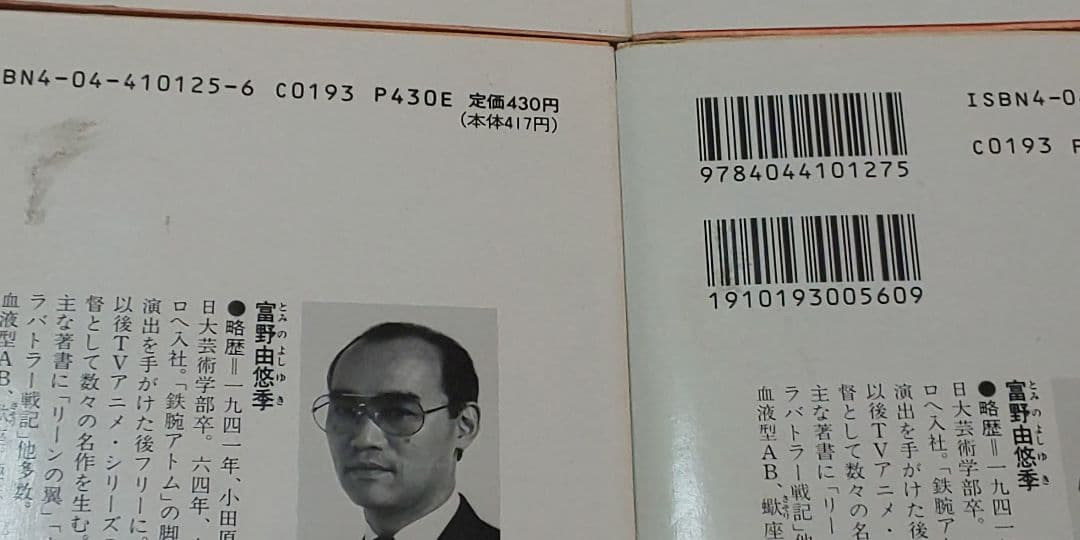 BN4-04-410125-6 C0193 P430E 定価430円
(本体417円)
とみのよしゆき
富野由悠季
●略歴=一九四一年、小田原
日大芸術学部卒。六四年、
ロへ入社。「鉄腕アトム」の脚
演出を手がけた後フリーに。
以後TVアニメ・シリーズの
督として数々の名作を生む。
主な著書に「リーンの翼」
ラバトラー戦記」他多数。
血液型AB、
9784044101275
1910193005609
ISBN4-0
C0193
とみのよしゆき
富野由悠季
●略歴=一九四一
日大芸術学部卒。
ロへ入社。「鉄腕ア
演出を手がけた後
以後TVアニメ・
督として数々の名
主な著書に「リー
ラバトラー戦記」他
血液型AB、蠍座